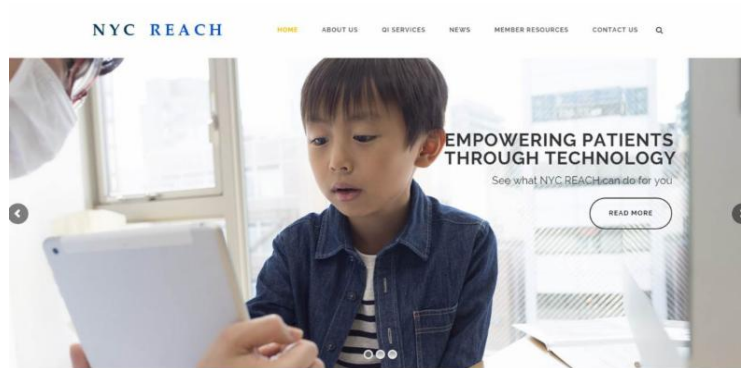 NYC REACH
HOME ABOUT US QI SERVICES NEWS MEMBER RESOURCES CONTACT US
EMPOWERING PATIENTS
THROUGH TECHNOLOGY
See what NYC REACH can do for you
READ MORE